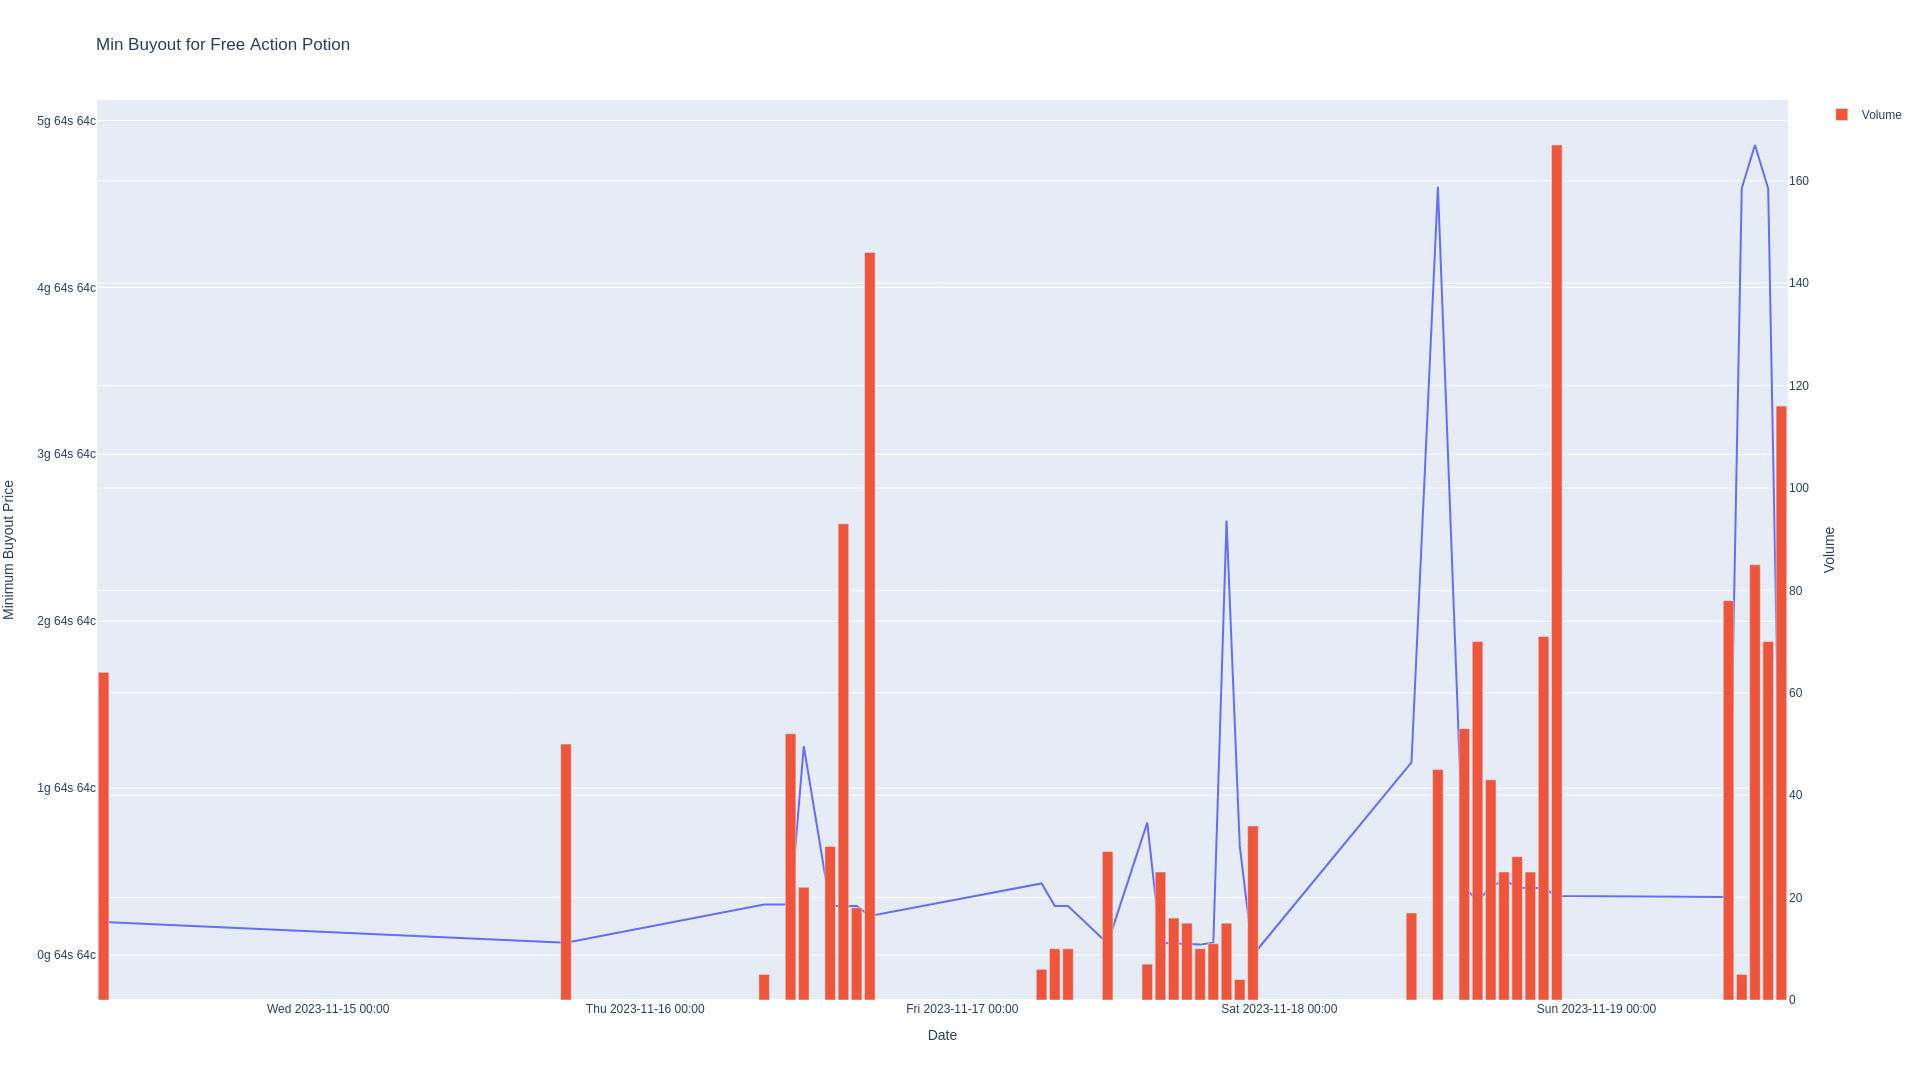 Min Buyout for Free Action Potion
Volume
5g 64s 64c
4g 64s 64c
3g 64s 64c
2g 64s 64c
1g 64s 64c
0g 64s 64c
Minimum Buyout Price
160
140
120
100
80
60
40
20
0
Volume
Wed 2023-11-15 00:00
Thu 2023-11-16 00:00
Fri 2023-11-17 00:00
Sat 2023-11-18 00:00
Sun 2023-11-19 00:00
Date